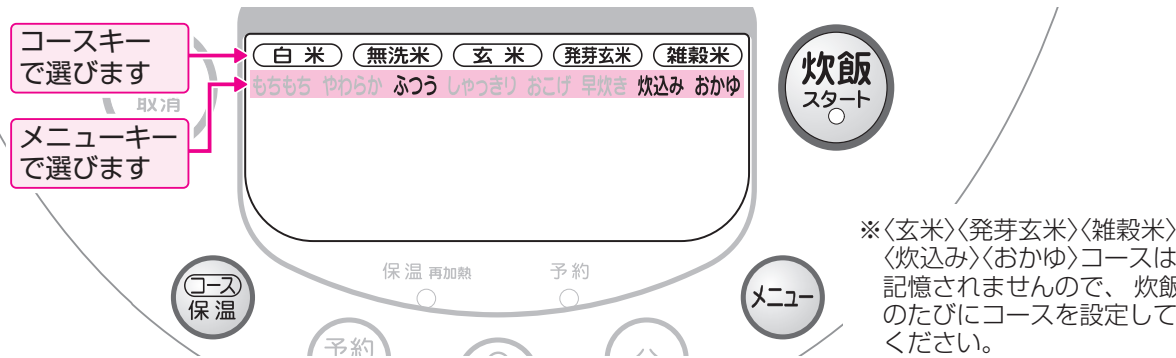 コースキー
で選びます
白米 無洗米 玄米 発芽玄米 雑穀米
もちもち やわらか ふつう しゃっきり おこげ 早炊き 炊込み おかゆ
取消
メニューキー
で選びます
炊飯
スタート
※〈玄米〉〈発芽玄米〉〈雑穀米〉
〈炊込み〉〈おかゆ〉コースは
記憶されませんので、炊飯
のたびにコースを設定して
ください。
保温 再加熱 予約
コース
保温
メニュー
予約
分